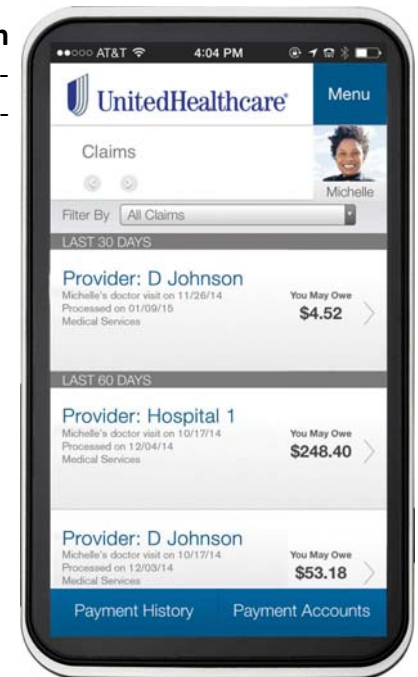 n
-
-
AT&T 4:04 PM
UnitedHealthcare®
Menu
Claims
Michelle
Filter By All Claims
LAST 30 DAYS
Provider: D Johnson
Michelle's doctor visit on 11/26/14
Processed on 01/09/15
Medical Services
You May Owe
$4.52
LAST 60 DAYS
Provider: Hospital 1
Michelle's doctor visit on 10/17/14
Processed on 12/04/14
Medical Services
You May Owe
$248.40
Provider: D Johnson
Michelle's doctor visit on 10/17/14
Processed on 12/03/14
Medical Services
You May Owe
$53.18
Payment History Payment Accounts